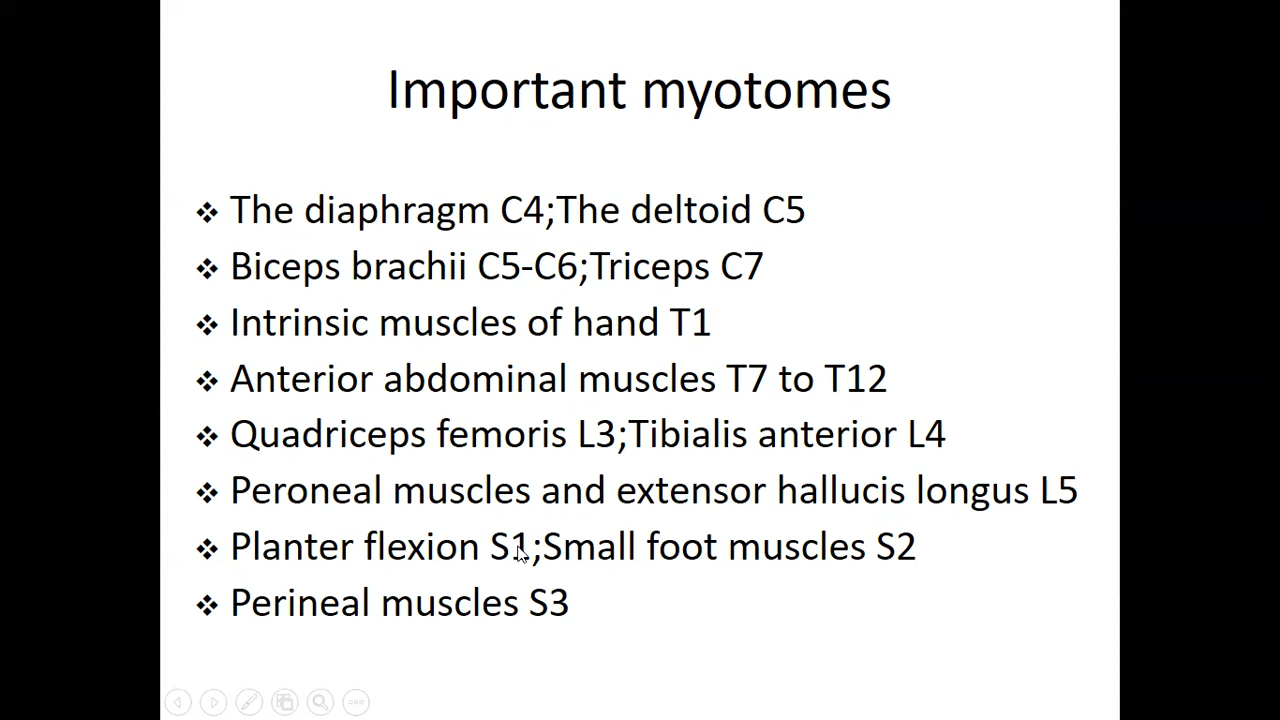 Important myotomes
❖ The diaphragm C4;The deltoid C5
❖ Biceps brachii C5-C6;Triceps C7
❖ Intrinsic muscles of hand T1
❖ Anterior abdominal muscles T7 to T12
❖ Quadriceps femoris L3;Tibialis anterior L4
❖ Peroneal muscles and extensor hallucis longus L5
❖ Planter flexion S1;Small foot muscles S2
❖ Perineal muscles S3